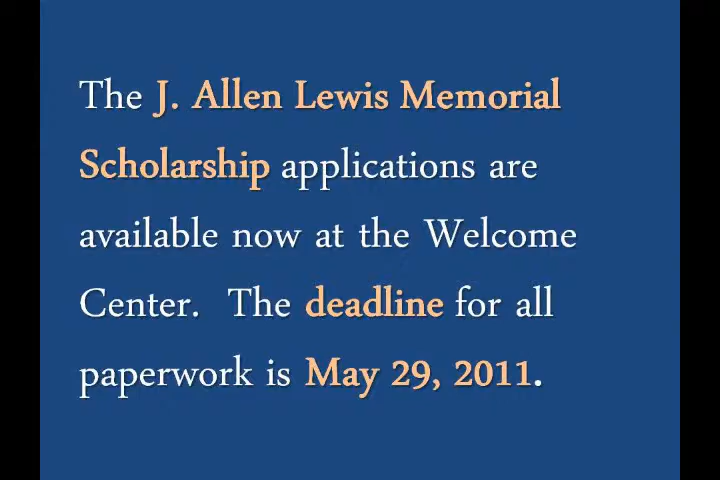 The J. Allen Lewis Memorial
Scholarship applications are
available now at the Welcome
Center.  The deadline for all
paperwork is May 29, 2011.